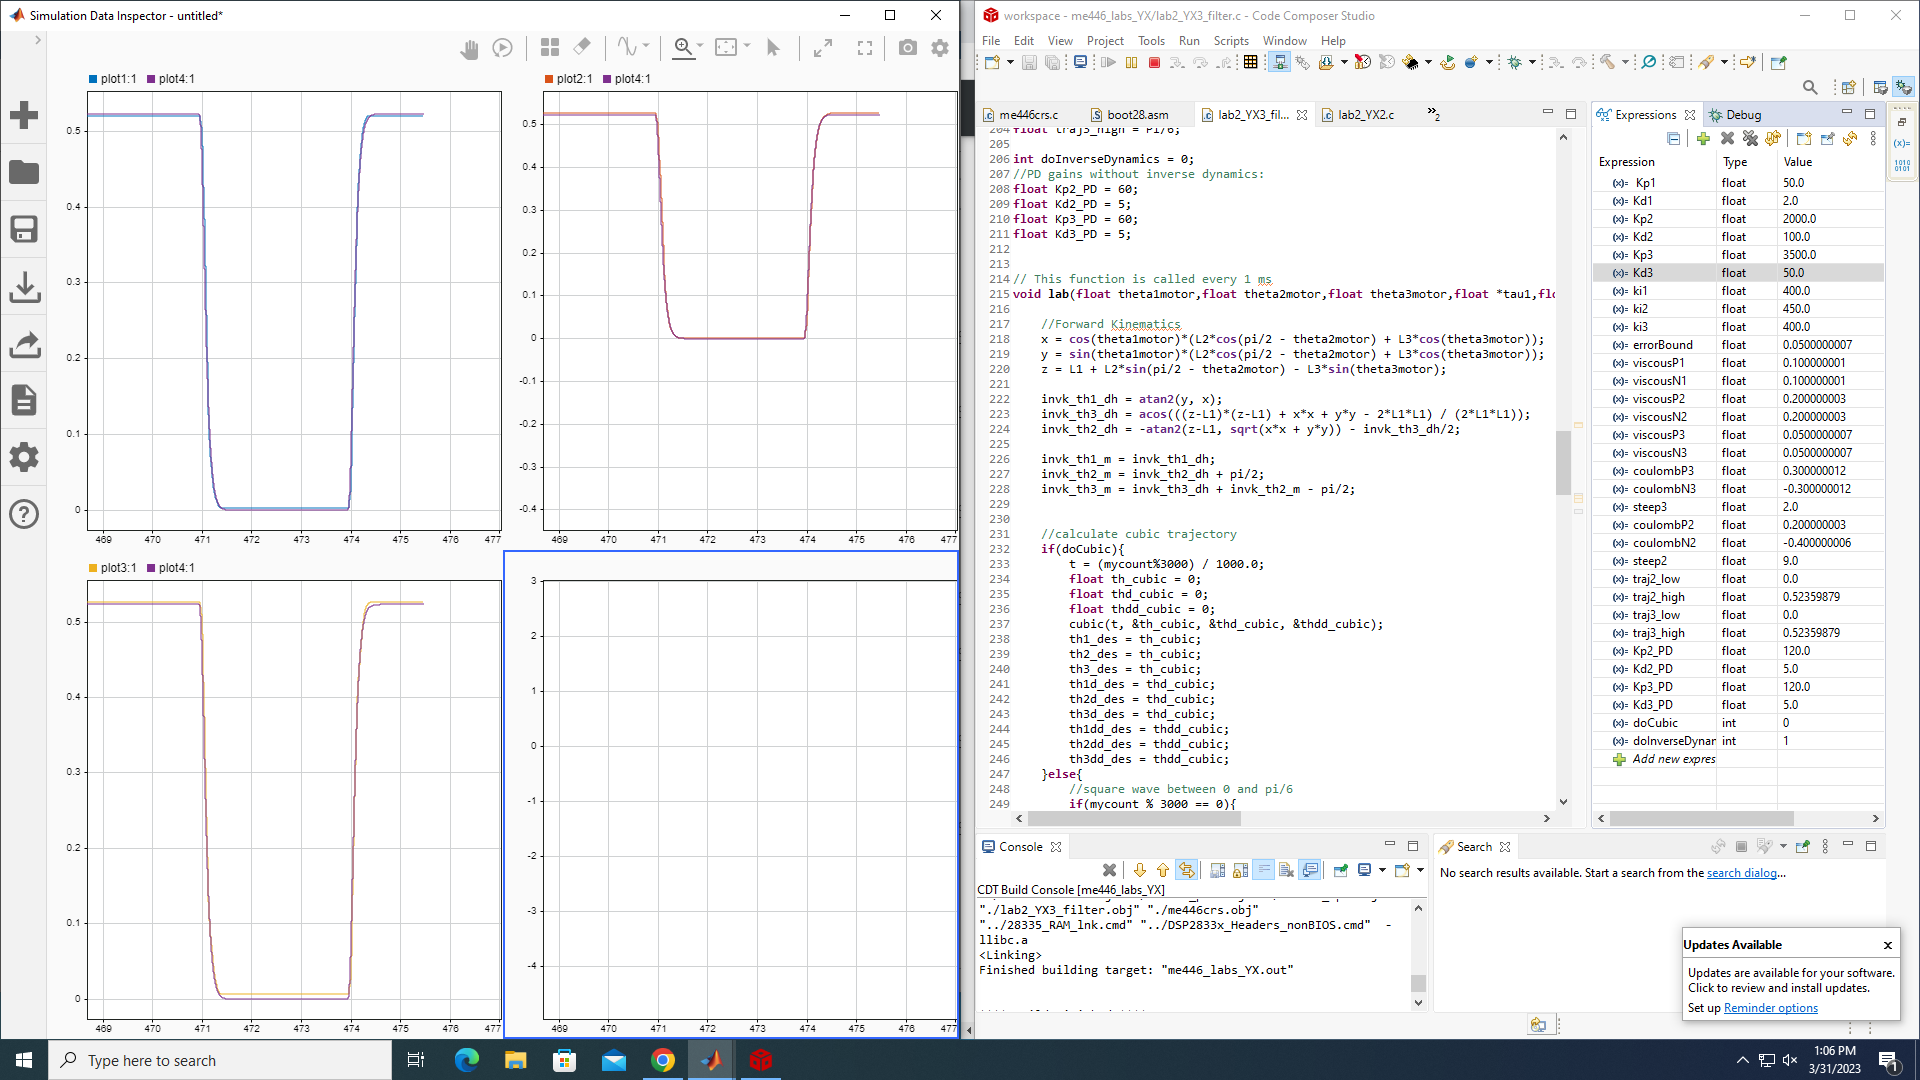 Simulation Data Inspector - untitled*
plot1:1 plot4:1
0.5
0.4
0.3
0.2
0.1
0
469 470 471 472 473 474 475 476 477
plot2:1 plot4:1
0.5
0.4
0.3
0.2
0.1
0
-0.1
-0.2
-0.3
-0.4
469 470 471 472 473 474 475 476 477
plot3:1 plot4:1
0.5
0.4
0.3
0.2
0.1
0
469 470 471 472 473 474 475 476 477
3
2
1
0
-1
-2
-3
-4
469 470 471 472 473 474 475 476 477
workspace - me446_labs_YX/lab2_YX3_filter.c - Code Composer Studio
File Edit View Project Tools Run Scripts Window Help
me446crs.c boot28.asm lab2_YX3_fil... lab2_YX2.c »2
204 float traj3_high = PI/6;
205
206 int doInverseDynamics = 0;
207 //PD gains without inverse dynamics:
208 float Kp2_PD = 60;
209 float Kd2_PD = 5;
210 float Kp3_PD = 60;
211 float Kd3_PD = 5;
212
213
214 // This function is called every 1 ms
215 void lab(float theta1motor,float theta2motor,float theta3motor,float *tau1,flo
216
217 //Forward Kinematics
218 x = cos(theta1motor)*(L2*cos(pi/2 - theta2motor) + L3*cos(theta3motor));
219 y = sin(theta1motor)*(L2*cos(pi/2 - theta2motor) + L3*cos(theta3motor));
220 z = L1 + L2*sin(pi/2 - theta2motor) - L3*sin(theta3motor);
221
222 invk_th1_dh = atan2(y, x);
223 invk_th3_dh = acos(((z-L1)*(z-L1) + x*x + y*y - 2*L1*L1) / (2*L1*L1));
224 invk_th2_dh = -atan2(z-L1, sqrt(x*x + y*y)) - invk_th3_dh/2;
225
226 invk_th1_m = invk_th1_dh;
227 invk_th2_m = invk_th2_dh + pi/2;
228 invk_th3_m = invk_th3_dh + invk_th2_m - pi/2;
229
230
231 //calculate cubic trajectory
232 if(doCubic){
233 t = (mycount%3000) / 1000.0;
234 float th_cubic = 0;
235 float thd_cubic = 0;
236 float thdd_cubic = 0;
237 cubic(t, &th_cubic, &thd_cubic, &thdd_cubic);
238 th1_des = th_cubic;
239 th2_des = th_cubic;
240 th3_des = th_cubic;
241 th1d_des = thd_cubic;
242 th2d_des = thd_cubic;
243 th3d_des = thd_cubic;
244 th1dd_des = thdd_cubic;
245 th2dd_des = thdd_cubic;
246 th3dd_des = thdd_cubic;
247 }else{
248 //square wave between 0 and pi/6
249 if(mycount % 3000 == 0){
Expressions Debug
Expression Type Value
(x)= Kp1 float 50.0
(x)= Kd1 float 2.0
(x)= Kp2 float 2000.0
(x)= Kd2 float 100.0
(x)= Kp3 float 3500.0
(x)= Kd3 float 50.0
(x)= ki1 float 400.0
(x)= ki2 float 450.0
(x)= ki3 float 400.0
(x)= errorBound float 0.0500000007
(x)= viscousP1 float 0.100000001
(x)= viscousN1 float 0.100000001
(x)= viscousP2 float 0.200000003
(x)= viscousN2 float 0.200000003
(x)= viscousP3 float 0.0500000007
(x)= viscousN3 float 0.0500000007
(x)= coulombP3 float 0.300000012
(x)= coulombN3 float -0.300000012
(x)= steep3 float 2.0
(x)= coulombP2 float 0.200000003
(x)= coulombN2 float -0.400000006
(x)= steep2 float 9.0
(x)= traj2_low float 0.0
(x)= traj2_high float 0.52359879
(x)= traj3_low float 0.0
(x)= traj3_high float 0.52359879
(x)= Kp2_PD float 120.0
(x)= Kd2_PD float 5.0
(x)= Kp3_PD float 120.0
(x)= Kd3_PD float 5.0
(x)= doCubic int 0
(x)= doInverseDynar int 1
Add new expres
Console
CDT Build Console [me446_labs_YX]
"./lab2_YX3_filter.obj" "./me446crs.obj"
"../28335_RAM_lnk.cmd" "../DSP2833x_Headers_nonBIOS.cmd" -
llibc.a
<Linking>
Finished building target: "me446_labs_YX.out"
Search
No search results available. Start a search from the search dialog...
Updates Available
Updates are available for your software.
Click to review and install updates.
Set up Reminder options
Type here to search
1:06 PM
3/31/2023
1